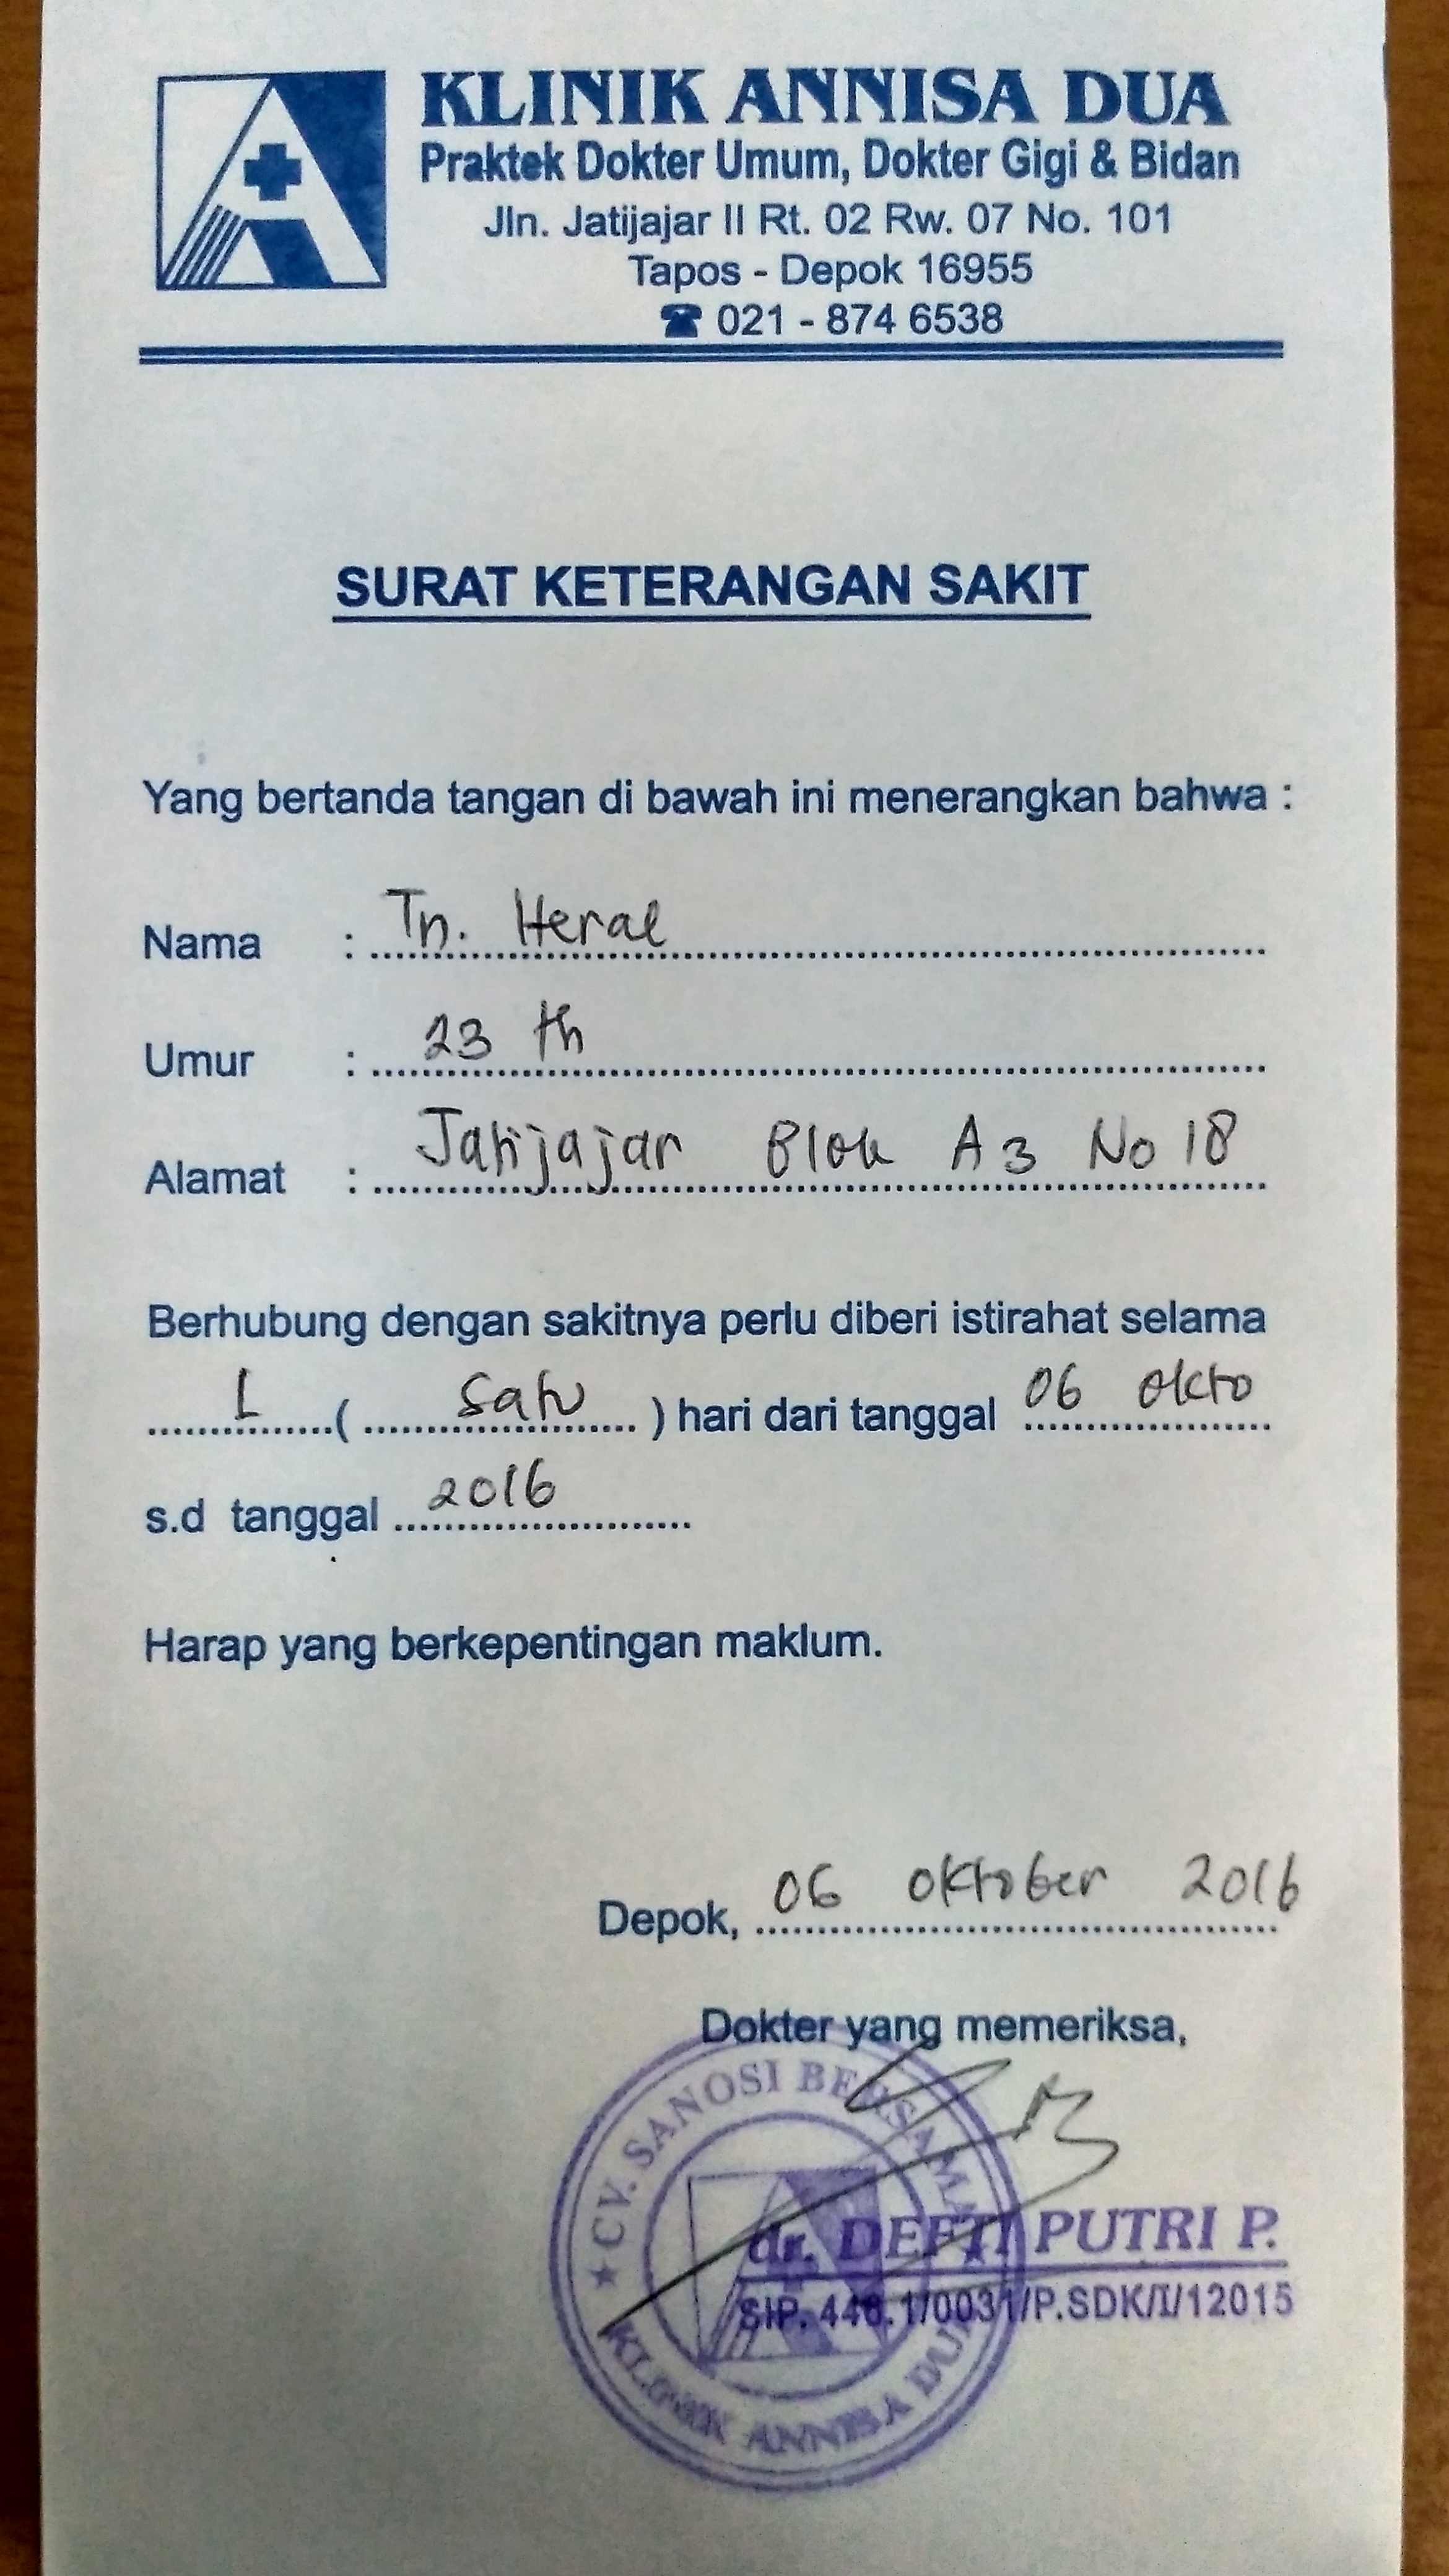 KLINIK ANNISA DUA
Praktek Dokter Umum, Dokter Gigi & Bidan
Jln. Jatijajar II Rt. 02 Rw. 07 No. 101
Tapos - Depok 16955
☎ 021 - 874 6538
SURAT KETERANGAN SAKIT
Yang bertanda tangan di bawah ini menerangkan bahwa :
Nama : Tn. Heral
Umur : 23 th
Alamat : Jatijajar Blok A3 No 18
Berhubung dengan sakitnya perlu diberi istirahat selama
1 ( Satu ) hari dari tanggal 06 Okto
s.d tanggal 2016
Harap yang berkepentingan maklum.
Depok, 06 Oktober 2016
Dokter yang memeriksa,
CV. SANOSI BERSAMA
dr. DEFTI PUTRI P.
SIP. 446.1/0031/P.SDK/I/12015
KLINIK ANNISA DUA